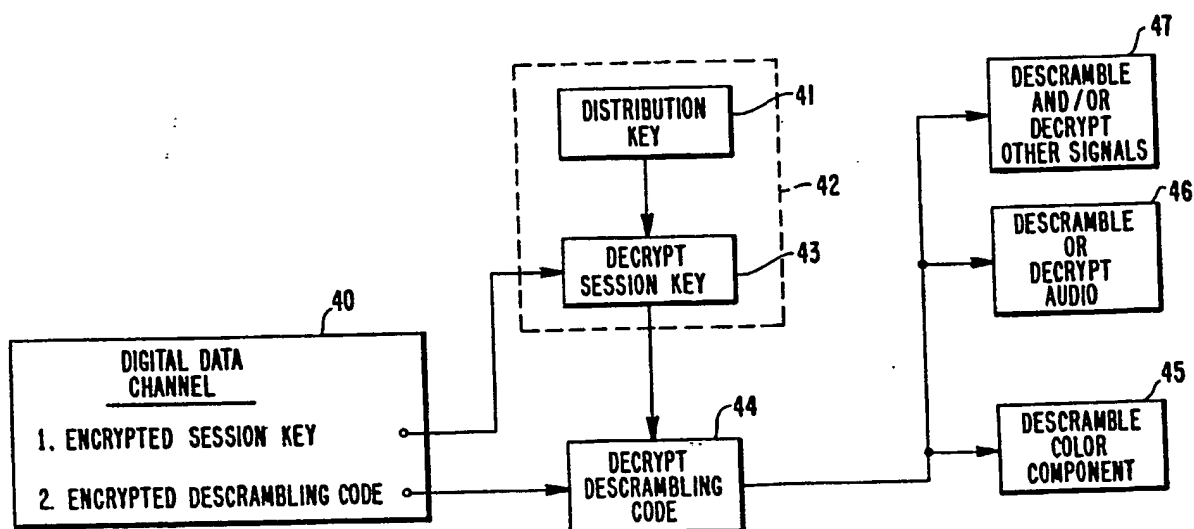 47
DESCRAMBLE
AND/OR
DECRYPT
OTHER SIGNALS
41
DISTRIBUTION
KEY
42
46
DESCRAMBLE
OR
DECRYPT
AUDIO
43
DECRYPT
SESSION KEY
40
DIGITAL DATA
CHANNEL
1. ENCRYPTED SESSION KEY
2. ENCRYPTED DESCRAMBLING CODE
44
DECRYPT
DESCRAMBLING
CODE
45
DESCRAMBLE
COLOR
COMPONENT